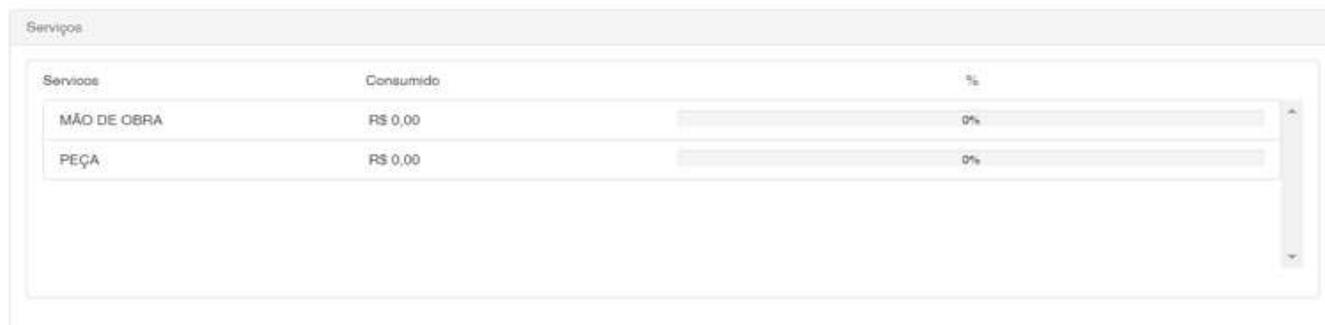 Serviços
Servicos Consumido %
MÃO DE OBRA R$ 0,00 0%
PEÇA R$ 0,00 0%